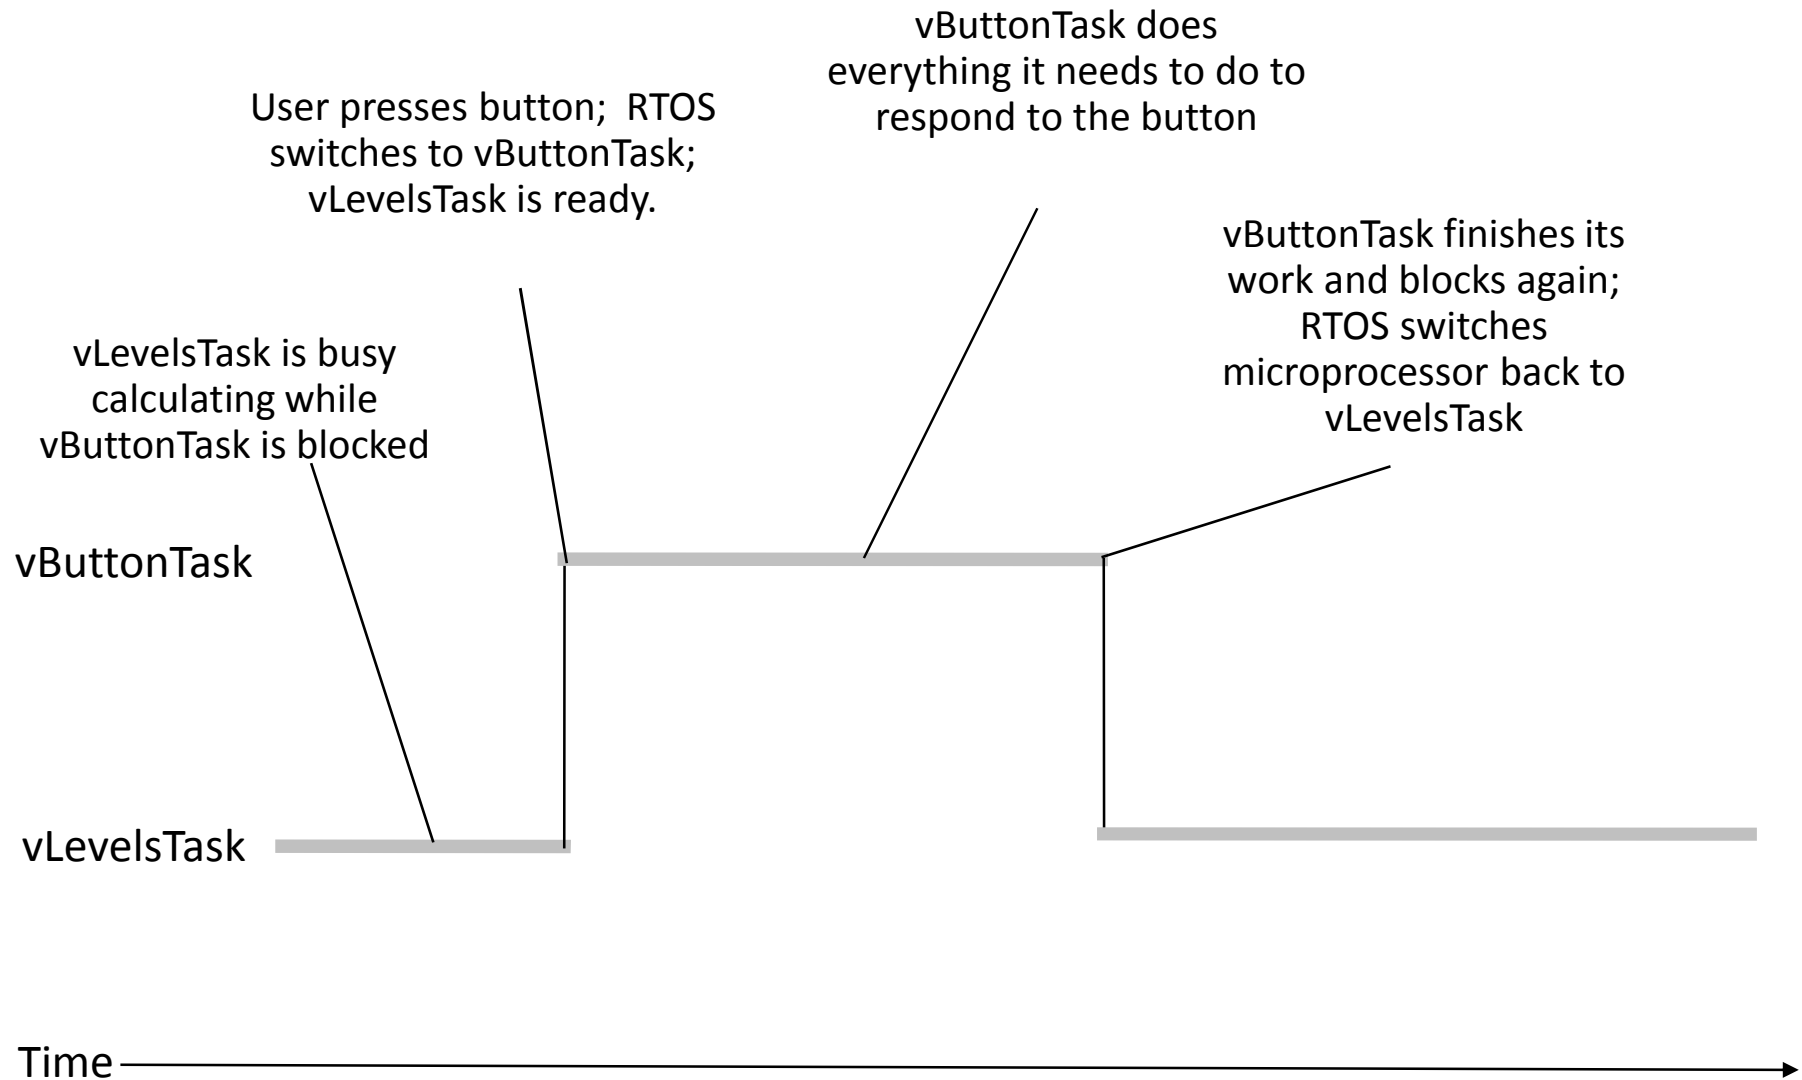 vButtonTask does
everything it needs to do to
respond to the button
User presses button;  RTOS
switches to vButtonTask;
vLevelsTask is ready.
vButtonTask finishes its
work and blocks again;
RTOS switches
microprocessor back to
vLevelsTask
vLevelsTask is busy
calculating while
vButtonTask is blocked
vButtonTask
vLevelsTask
Time